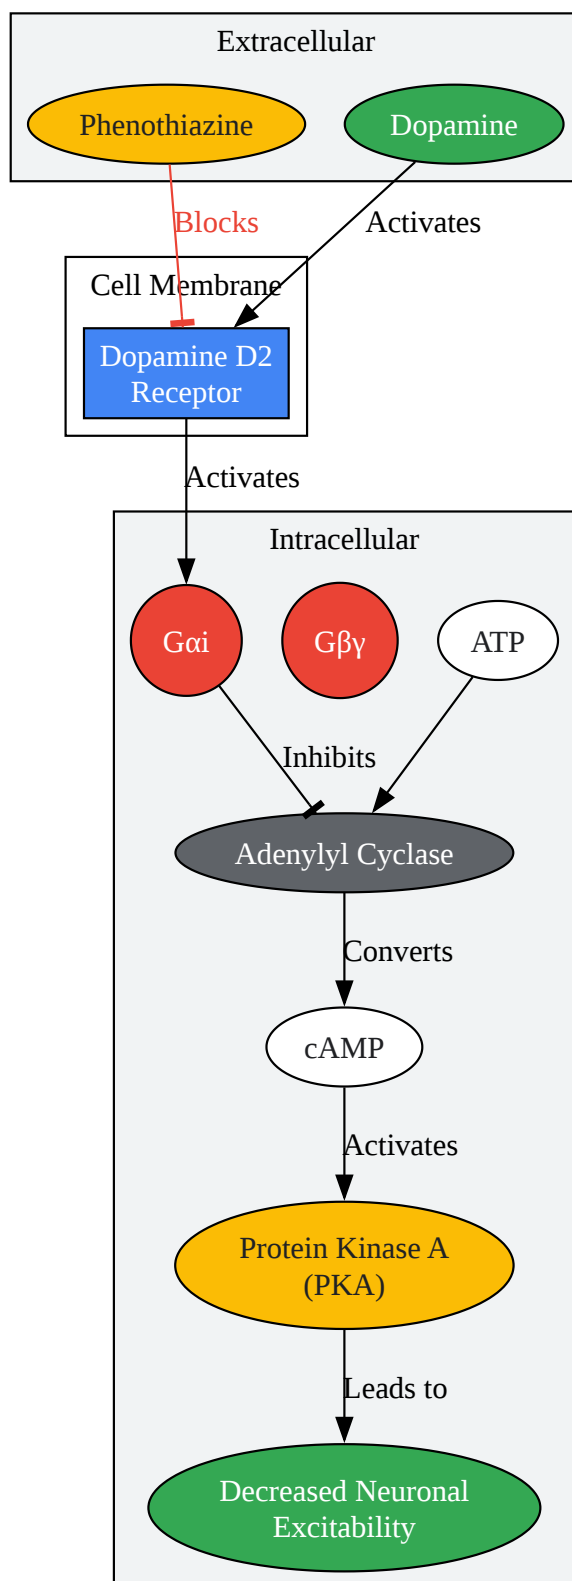 Extracellular
Phenothiazine
Dopamine
Blocks
Activates
Cell Membrane
Dopamine D2
Receptor
Activates
Intracellular
Gαi
Gβγ
ATP
Inhibits
Adenylyl Cyclase
Converts
cAMP
Activates
Protein Kinase A
(PKA)
Leads to
Decreased Neuronal
Excitability